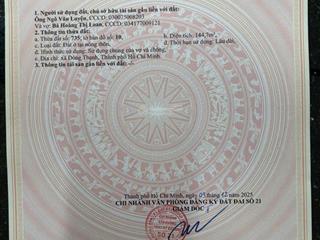 1. Người sử dụng đất, chủ sở hữu tài sản gắn liền với đất:
Ông Ngô Văn Luyện, CCCD: 030075008203
Và vợ: Bà Hoàng Thị Loan, CCCD: 034177009121
2. Thông tin thửa đất:
a. Thửa đất số: 735; tờ bản đồ số: 10, b. Diện tích: 144,7m²,
c. Loại đất: Đất ở tại nông thôn, d. Thời hạn sử dụng: Lâu dài,
đ. Hình thức sử dụng: Sử dụng chung của vợ và chồng,
e. Địa chỉ: xã Đông Thạnh, Thành phố Hồ Chí Minh.
3. Thông tin tài sản gắn liền với đất: -/-
Thành phố Hồ Chí Minh, ngày 03 tháng 12 năm 2025
CHI NHÁNH VĂN PHÒNG ĐĂNG KÝ ĐẤT ĐAI SỐ 21
GIÁM ĐỐC